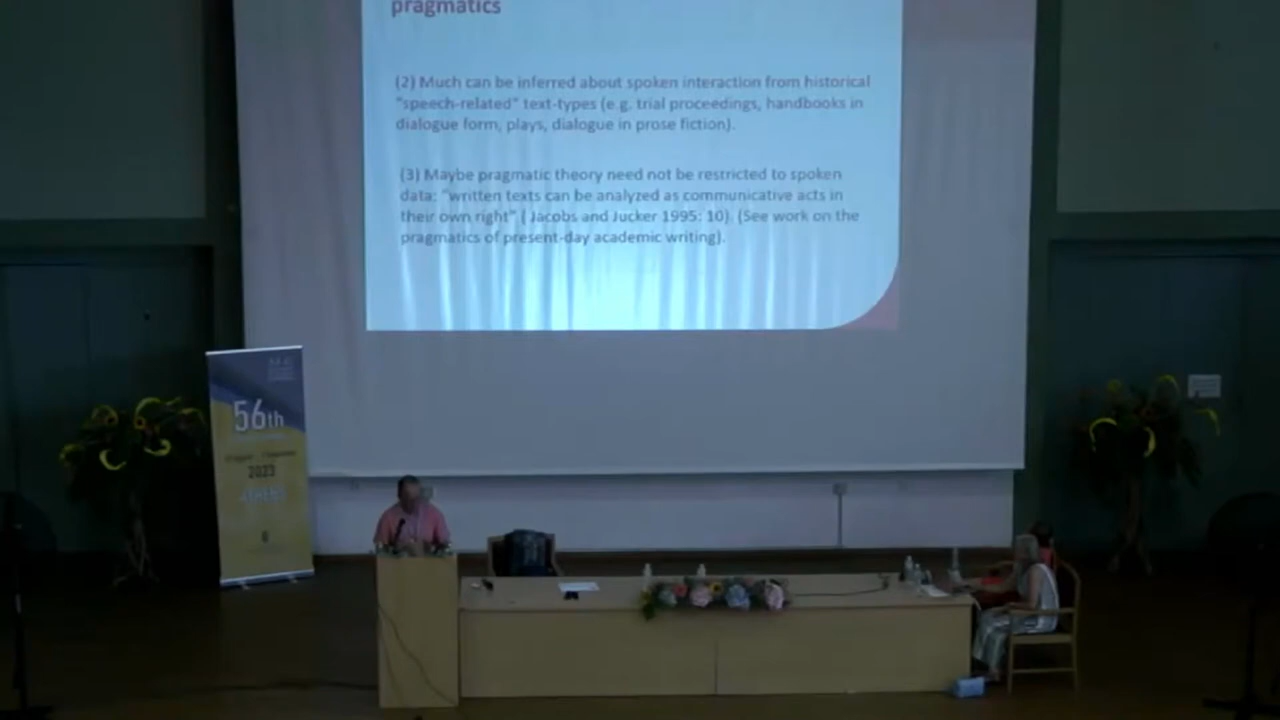 pragmatics
(2) Much can be inferred about spoken interaction from historical
"speech-related" text-types (e.g. trial proceedings, handbooks in
dialogue form, plays, dialogue in prose fiction).
(3) Maybe pragmatic theory need not be restricted to spoken
data: "written texts can be analyzed as communicative acts in
their own right" ( Jacobs and Jucker 1995: 10). (See work on the
pragmatics of present-day academic writing).
56th
2023
ATHENS